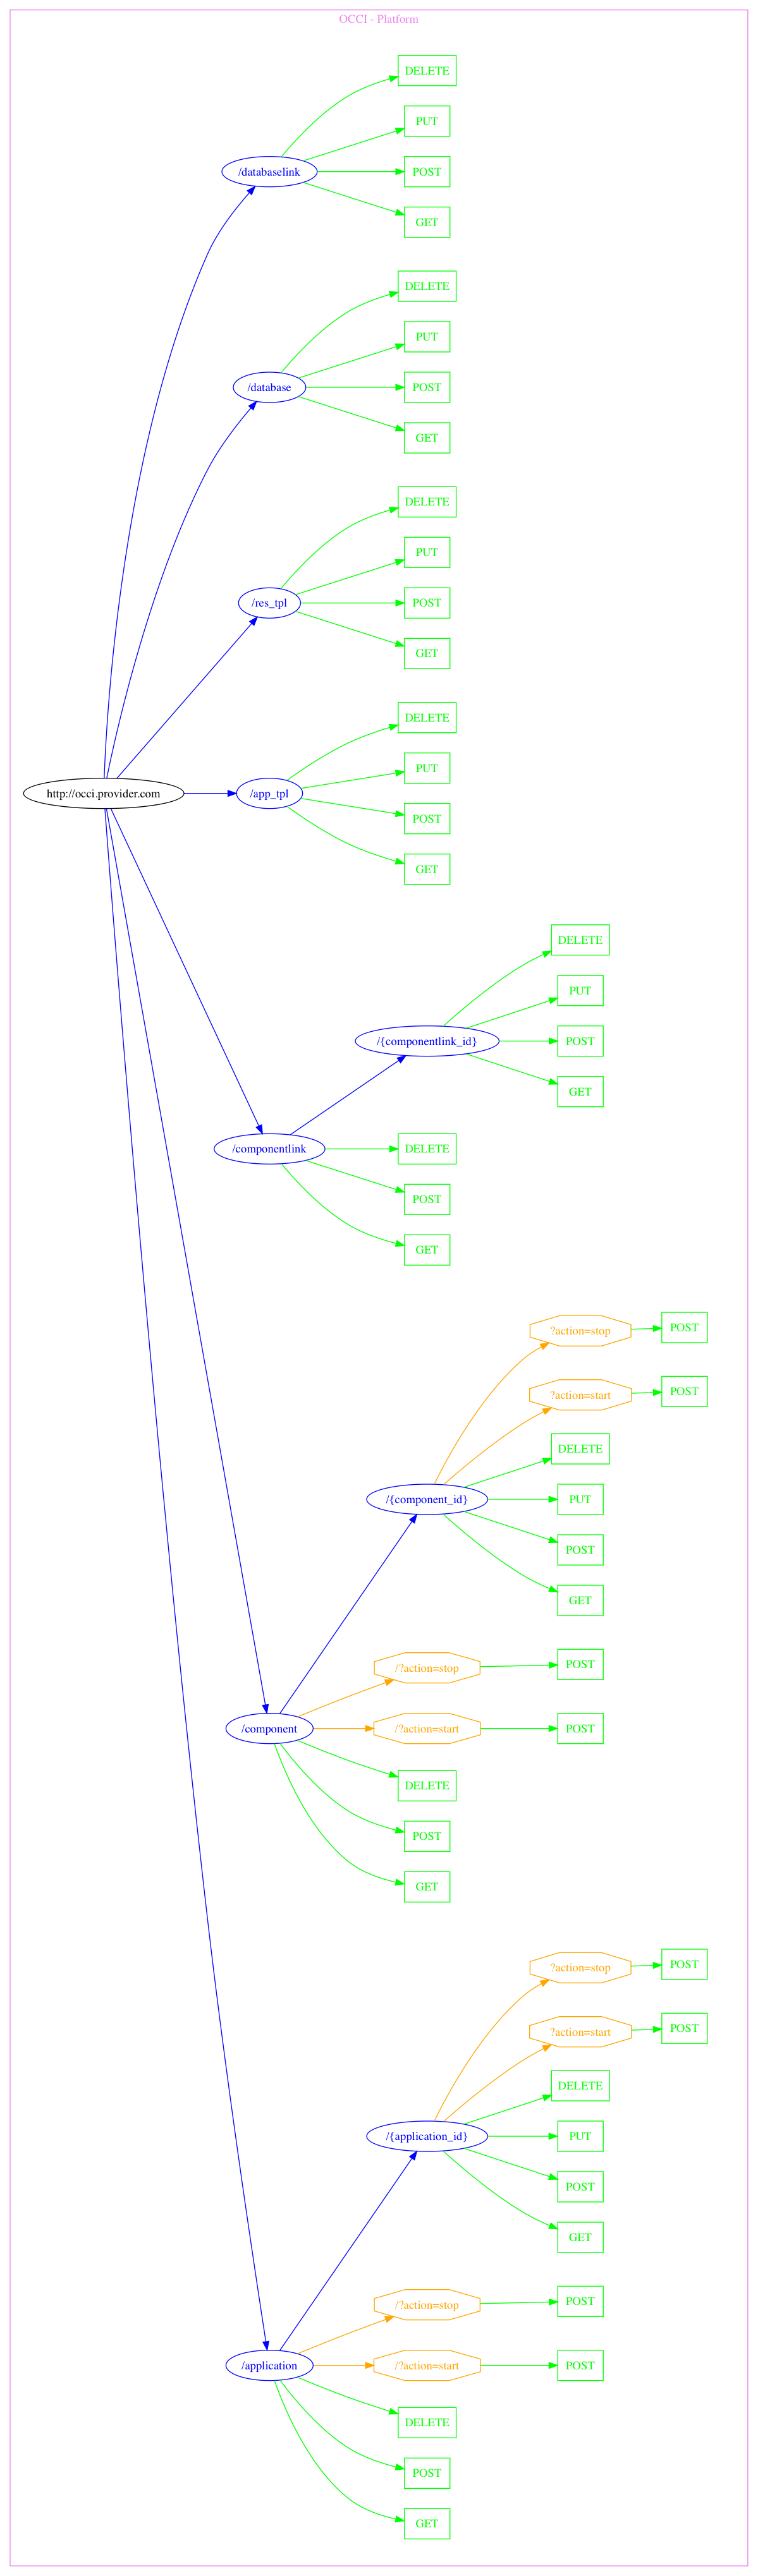 OCCI - Platform
DELETE
PUT
/databaselink
POST
GET
DELETE
PUT
/database
POST
GET
DELETE
PUT
/res_tpl
POST
GET
DELETE
PUT
http://occi.provider.com
/app_tpl
POST
GET
DELETE
PUT
/{componentlink_id}
POST
GET
/componentlink
DELETE
POST
GET
?action=stop
POST
?action=start
POST
DELETE
/{component_id}
PUT
POST
GET
/?action=stop
POST
/component
/?action=start
POST
DELETE
POST
GET
?action=stop
POST
?action=start
POST
DELETE
/{application_id}
PUT
POST
GET
/?action=stop
POST
/application
/?action=start
POST
DELETE
POST
GET